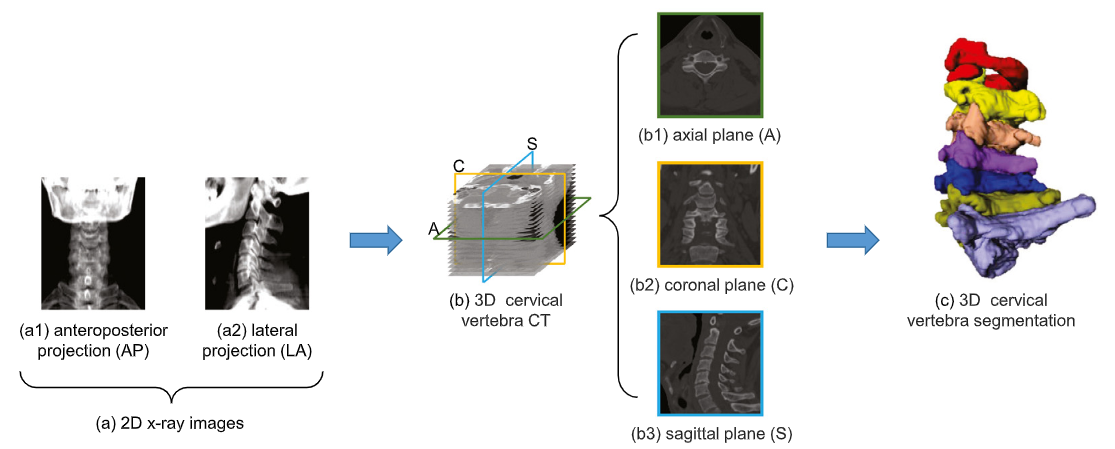 (a1) anteroposterior
projection (AP)
(a2) lateral
projection (LA)
(a) 2D x-ray images
S
C
A
(b) 3D cervical
vertebra CT
(b1) axial plane (A)
(b2) coronal plane (C)
(b3) sagittal plane (S)
(c) 3D cervical
vertebra segmentation